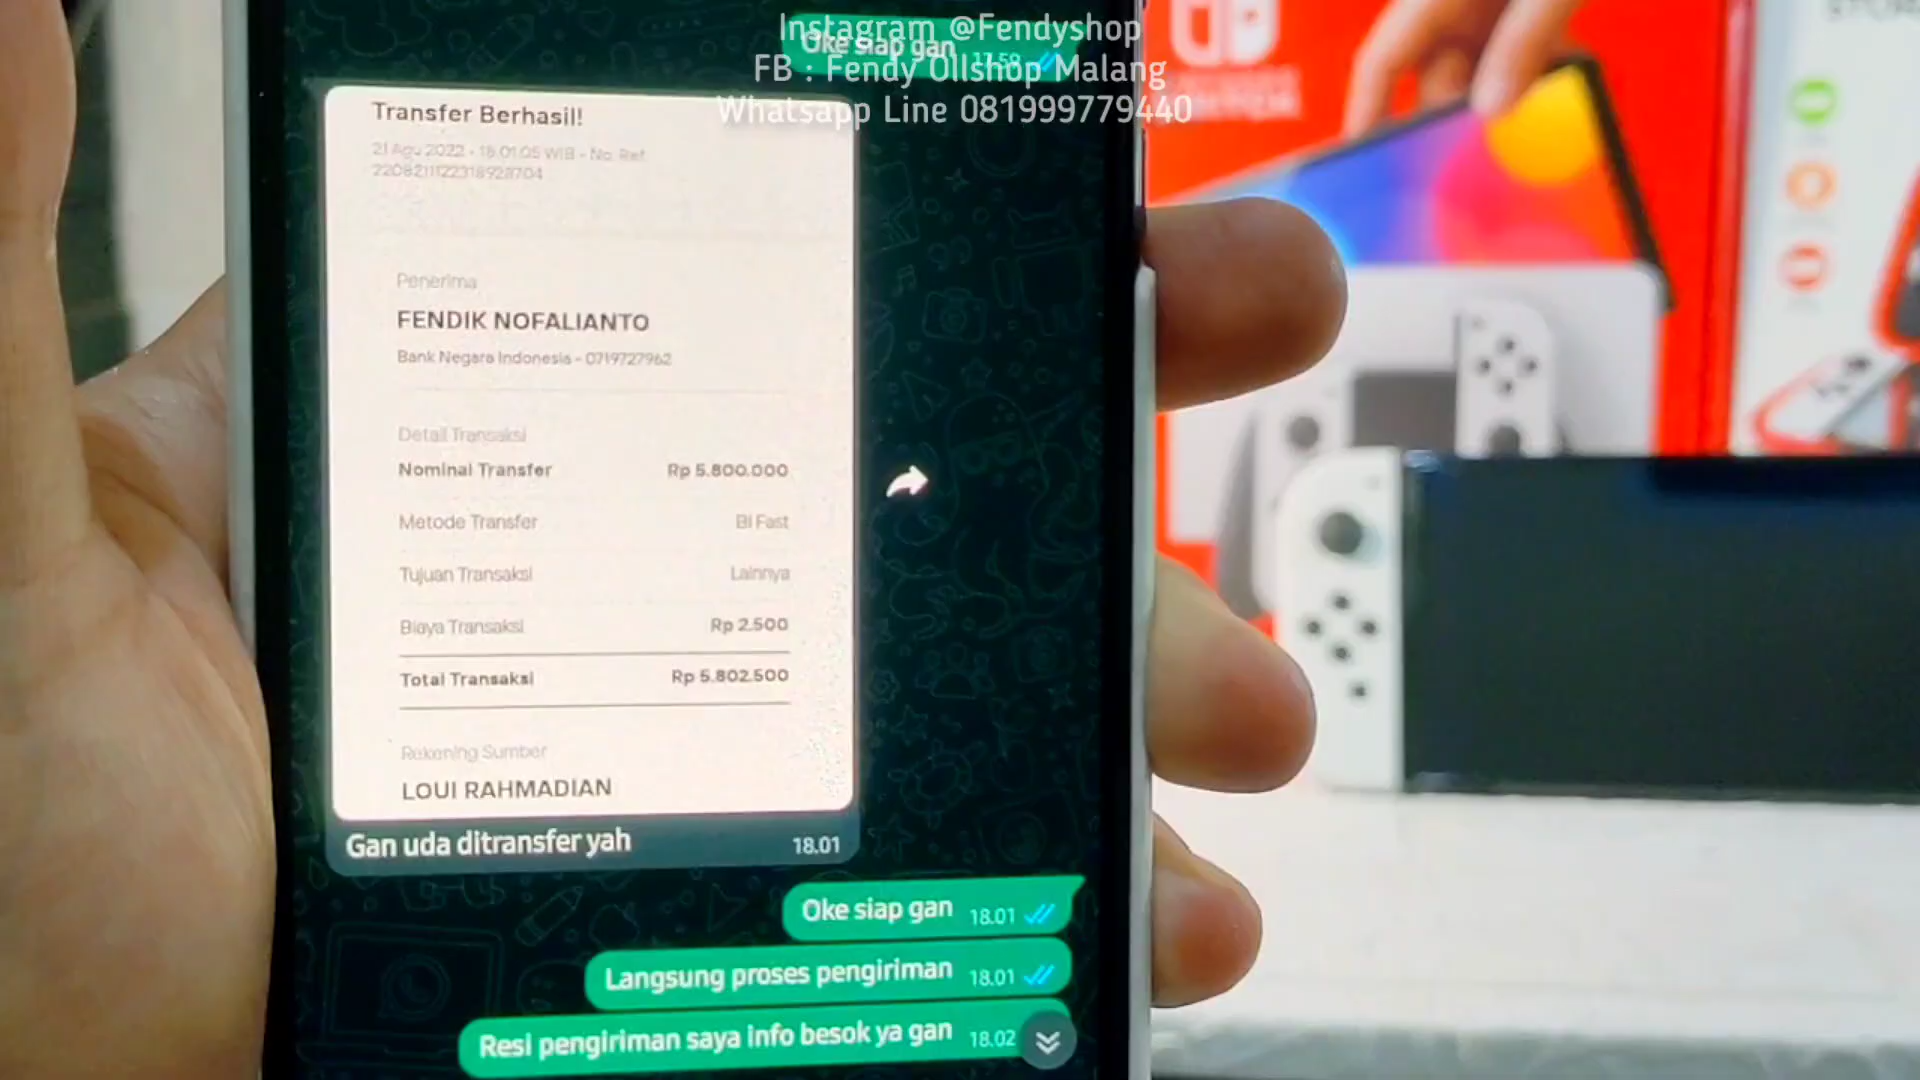 Instagram @Fendyshop
FB : Fendy Ollshop Malang
Whatsapp Line 081999779440
Oke siap gan 17.59
Transfer Berhasil!
21 Agu 2022 - 18.01.05 WIB - No. Ref.
Penerima
FENDIK NOFALIANTO
Bank Negara Indonesia - 0719727962
Detail Transaksi
Nominal Transfer Rp 5.800.000
Metode Transfer BI Fast
Tujuan Transaksi Lainnya
Biaya Transaksi Rp 2.500
Total Transaksi Rp 5.802.500
Rekening Sumber
LOUI RAHMADIAN
Gan uda ditransfer yah 18.01
Oke siap gan 18.01
Langsung proses pengiriman 18.01
Resi pengiriman saya info besok ya gan 18.02